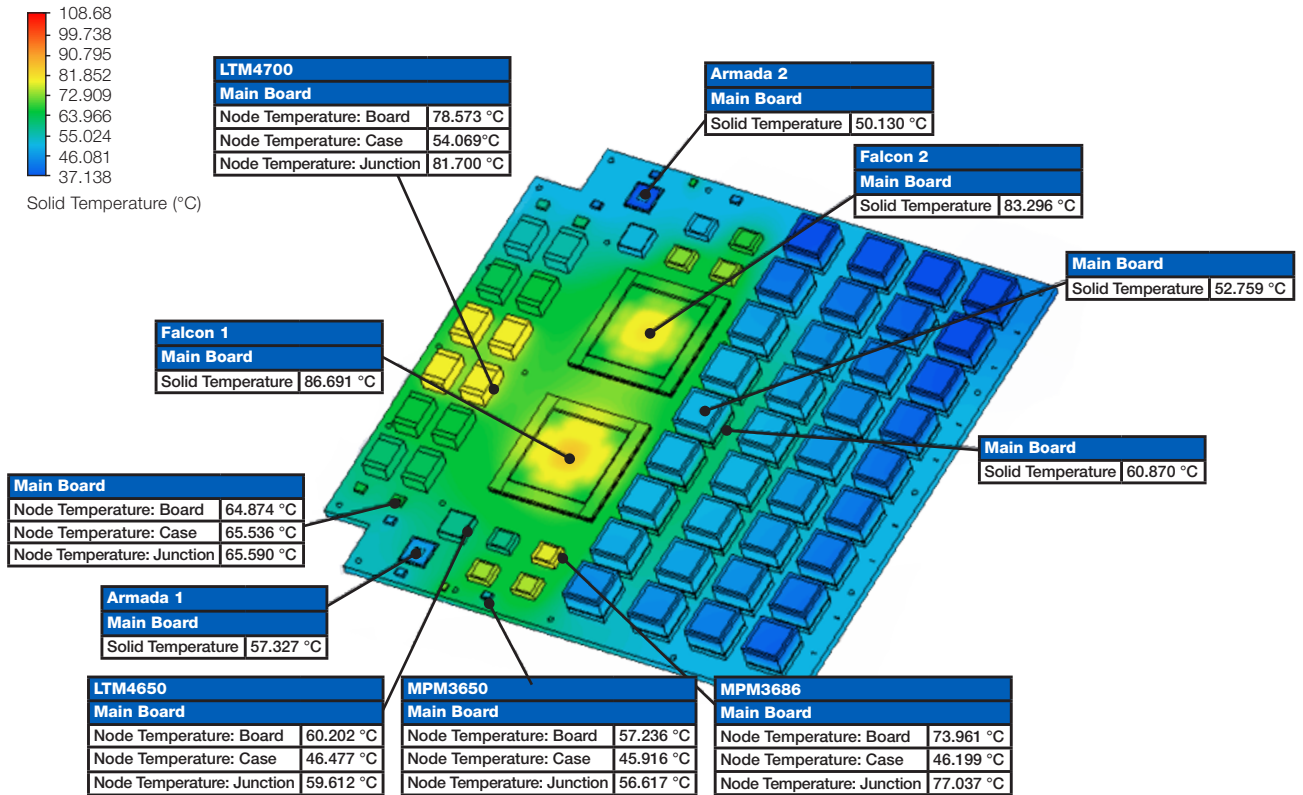 108.68
99.738
90.795
81.852
72.909
63.966
55.024
46.081
37.138
Solid Temperature (°C)
LTM4700
Main Board
Node Temperature: Board 78.573 °C
Node Temperature: Case 54.069°C
Node Temperature: Junction 81.700 °C
Armada 2
Main Board
Solid Temperature 50.130 °C
Falcon 2
Main Board
Solid Temperature 83.296 °C
Main Board
Solid Temperature 52.759 °C
Falcon 1
Main Board
Solid Temperature 86.691 °C
Main Board
Solid Temperature 60.870 °C
Main Board
Node Temperature: Board 64.874 °C
Node Temperature: Case 65.536 °C
Node Temperature: Junction 65.590 °C
Armada 1
Main Board
Solid Temperature 57.327 °C
LTM4650
Main Board
Node Temperature: Board 60.202 °C
Node Temperature: Case 46.477 °C
Node Temperature: Junction 59.612 °C
MPM3650
Main Board
Node Temperature: Board 57.236 °C
Node Temperature: Case 45.916 °C
Node Temperature: Junction 56.617 °C
MPM3686
Main Board
Node Temperature: Board 73.961 °C
Node Temperature: Case 46.199 °C
Node Temperature: Junction 77.037 °C